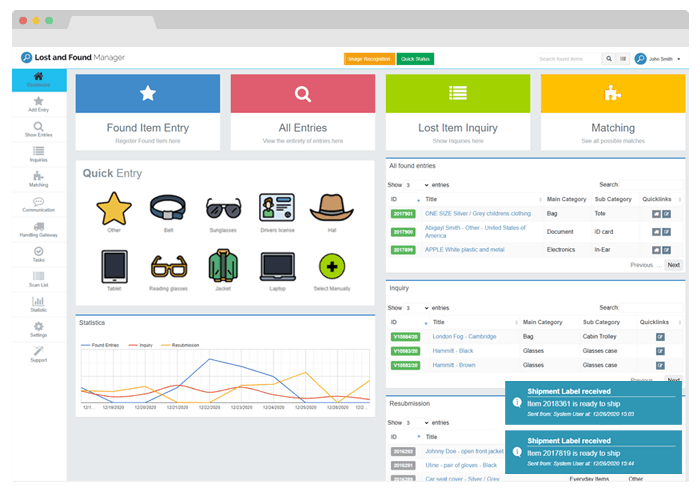 Lost and Found Manager
Image Recognition
Quick Status
Search found items
John Smith
Dashboard
Add Entry
Show Entries
Inquiries
Matching
Communication
Handling Gateway
Tasks
Scan List
Statistic
Settings
Support
Found Item Entry
Register Found Item here
All Entries
View the entirety of entries here
Lost Item Inquiry
Show Inquiries here
Matching
See all possible matches
Quick Entry
Other
Belt
Sunglasses
Drivers license
Hat
Tablet
Reading glasses
Jacket
Laptop
Select Manually
Statistics
Found Entries Inquiry Resubmission
12/1... 12/19/2020 12/20/2020 12/21/2020 12/22/2020 12/23/2020 12/24/2020 12/25/2020 12/26/2020 12/2...
All found entries
Show 3 entries Search
ID Title Main Category Sub Category Quicklinks
2017901 ONE SIZE Silver / Grey childrens clothing Bag Tote
2017900 Abigayl Smith - Other - United States of
America Document ID card
2017899 APPLE White plastic and metal Electronics In-Ear
Previous ... Next
Inquiry
Show 3 entries Search
ID Title Main Category Sub Category Quicklinks
London Fog - Cambridge Bag Cabin Trolley
Hammitt - Black Glasses Glasses case
Hammitt - Brown Glasses Glasses case
Previous Next
Resubmission
Show 3 entries
ID Title
Johnny Doe - open front jacket
Uline - pair of gloves - Black
Car seat cover - Silver / Grey Everyday Items Other
Shipment Label received
Item 2018361 is ready to ship
Sent from: System User at: 12/26/2020 15:03
Shipment Label received
Item 2017819 is ready to ship
Sent from: System User at: 12/06/2020 15:44